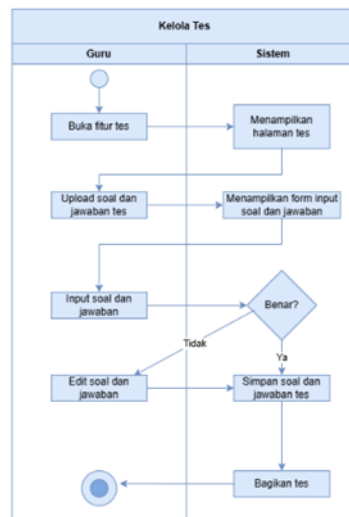 Kelola Tes
Guru
Sistem
Buka fitur tes
Menampilkan
halaman tes
Upload soal dan
jawaban tes
Menampilkan form input
soal dan jawaban
Input soal dan
jawaban
Benar?
Tidak
Ya
Edit soal dan
jawaban
Simpan soal dan
jawaban tes
Bagikan tes